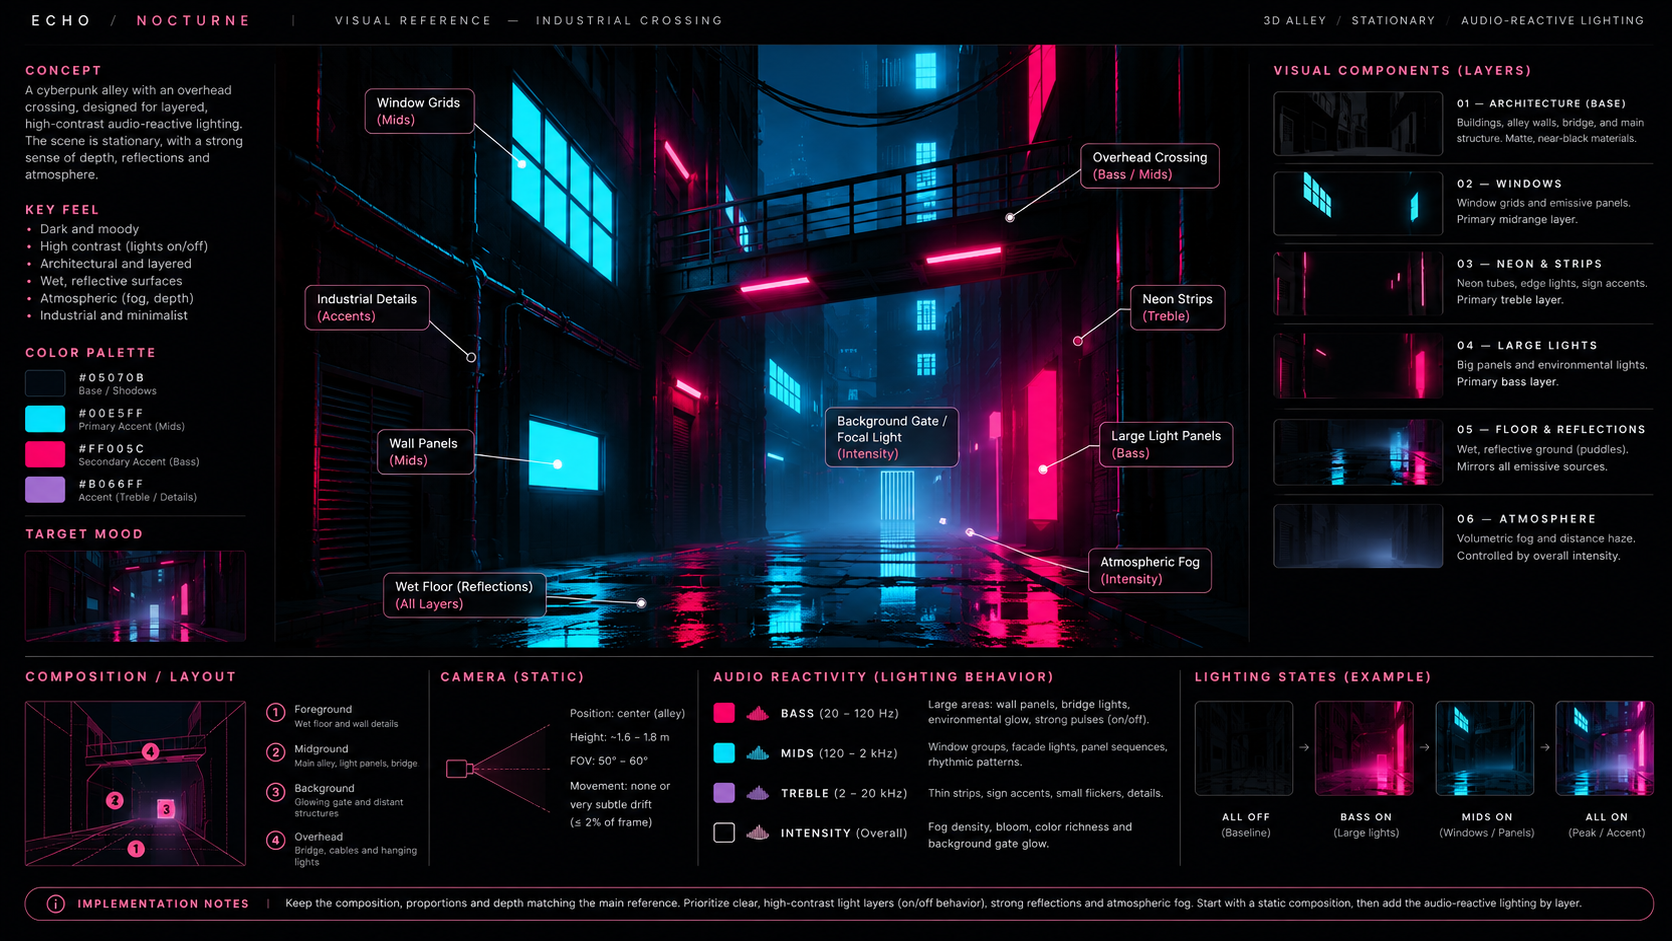 ECHO / NOCTURNE | VISUAL REFERENCE — INDUSTRIAL CROSSING
3D ALLEY / STATIONARY / AUDIO-REACTIVE LIGHTING
CONCEPT
A cyberpunk alley with an overhead
crossing, designed for layered,
high-contrast audio-reactive lighting.
The scene is stationary, with a strong
sense of depth, reflections and
atmosphere.
KEY FEEL
• Dark and moody
• High contrast (lights on/off)
• Architectural and layered
• Wet, reflective surfaces
• Atmospheric (fog, depth)
• Industrial and minimalist
COLOR PALETTE
#05070B
Base / Shodows
#00E5FF
Primary Accent (Mids)
#FF005C
Secondary Accent (Bass)
#B066FF
Accent (Treble / Details)
TARGET MOOD
Window Grids
(Mids)
Overhead Crossing
(Bass / Mids)
Industrial Details
(Accents)
Neon Strips
(Treble)
Wall Panels
(Mids)
Background Gate /
Focal Light
(Intensity)
Large Light Panels
(Bass)
Wet Floor (Reflections)
(All Layers)
Atmospheric Fog
(Intensity)
VISUAL COMPONENTS (LAYERS)
01 — ARCHITECTURE (BASE)
Buildings, alley walls, bridge, and main
structure. Matte, near-black materials.
02 — WINDOWS
Window grids and emissive panels.
Primary midrange layer.
03 — NEON & STRIPS
Neon tubes, edge lights, sign accents.
Primary treble layer.
04 — LARGE LIGHTS
Big panels and environmental lights.
Primary bass layer.
05 — FLOOR & REFLECTIONS
Wet, reflective ground (puddles).
Mirrors all emissive sources.
06 — ATMOSPHERE
Volumetric fog and distance haze.
Controlled by overall intensity.
COMPOSITION / LAYOUT
4
2
3
1
1 Foreground
Wet floor and wall details
2 Midground
Main alley, light panels, bridge
3 Background
Glowing gate and distant
structures
4 Overhead
Bridge, cables and hanging
lights
CAMERA (STATIC)
Position: center (alley)
Height: ~1.6 – 1.8 m
FOV: 50° – 60°
Movement: none or
very subtle drift
(≤ 2% of frame)
AUDIO REACTIVITY (LIGHTING BEHAVIOR)
BASS (20 – 120 Hz)
Large areas: wall panels, bridge lights,
environmental glow, strong pulses (on/off).
MIDS (120 – 2 kHz)
Window groups, facade lights, panel sequences,
rhythmic patterns.
TREBLE (2 – 20 kHz)
Thin strips, sign accents, small flickers, details.
INTENSITY (Overall)
Fog density, bloom, color richness and
background gate glow.
LIGHTING STATES (EXAMPLE)
→ → →
ALL OFF
(Baseline)
BASS ON
(Large lights)
MIDS ON
(Windows / Panels)
ALL ON
(Peak / Accent)
i IMPLEMENTATION NOTES | Keep the composition, proportions and depth matching the main reference. Prioritize clear, high-contrast light layers (on/off behavior), strong reflections and atmospheric fog. Start with a static composition, then add the audio-reactive lighting by layer.